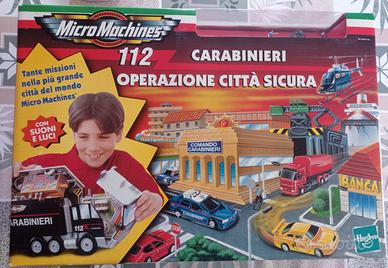 Micro Machines
112
CARABINIERI
OPERAZIONE CITTÀ SICURA
Tante missioni
nella più grande
città del mondo
Micro Machines
CON
SUONI E
LUCI
COMANDO
CARABINIERI
BANCA
CARABINIERI
112
Hasbro
Subito